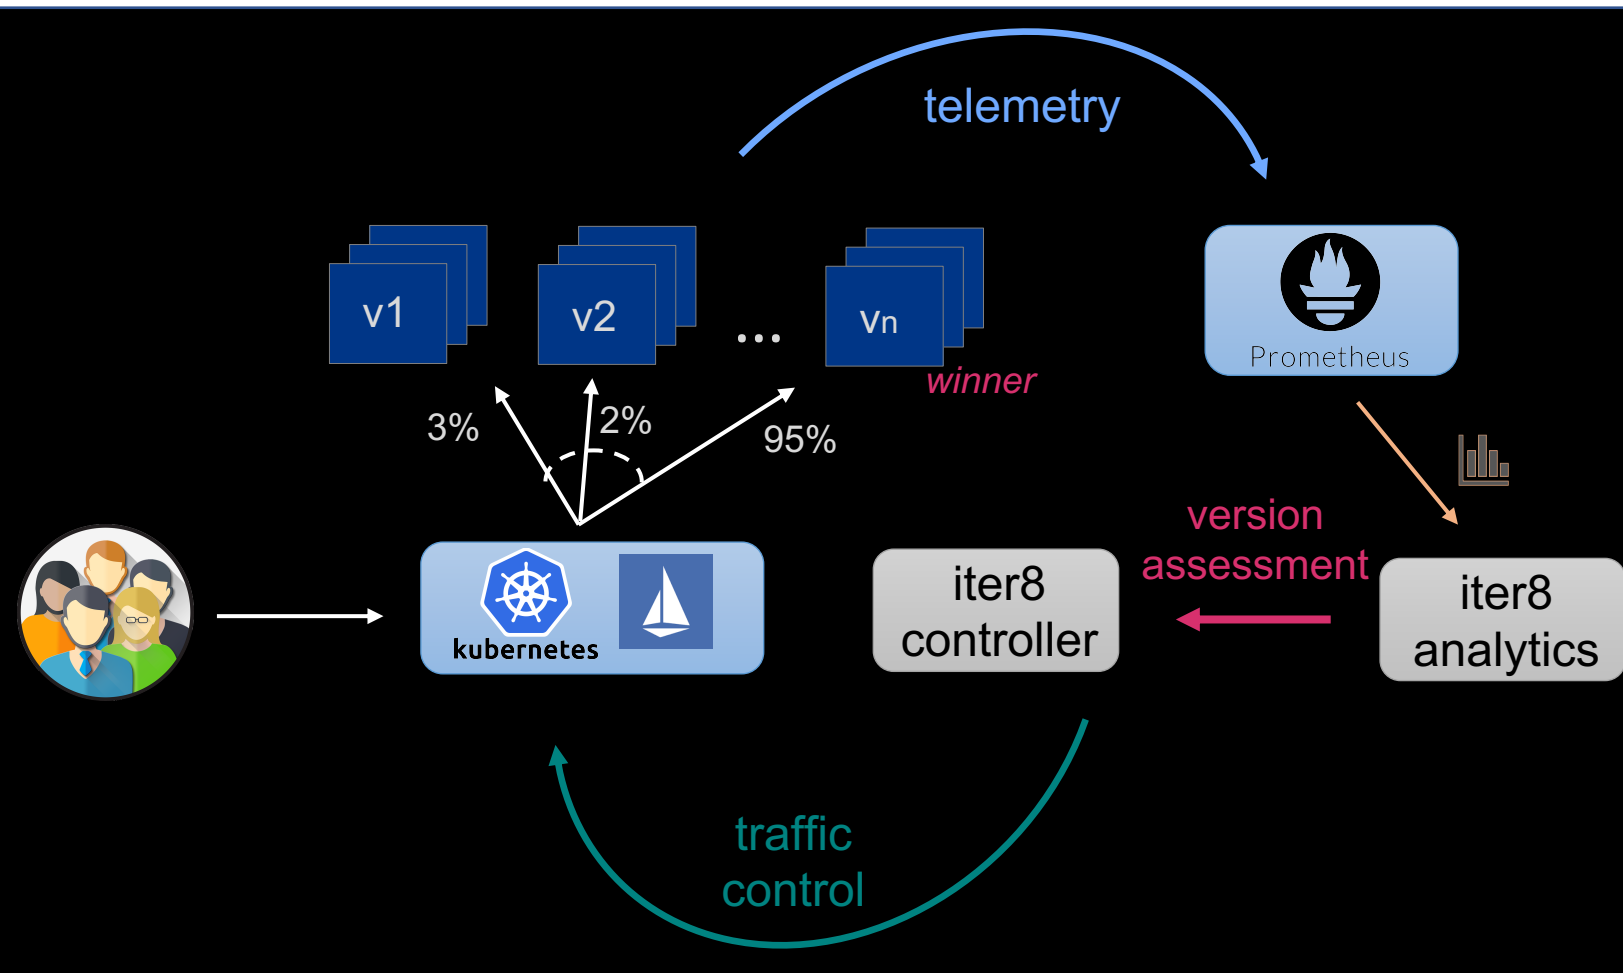 telemetry
v1
v2
...
vn
winner
Prometheus
3%
2%
95%
version
assessment
kubernetes
iter8
controller
iter8
analytics
traffic
control